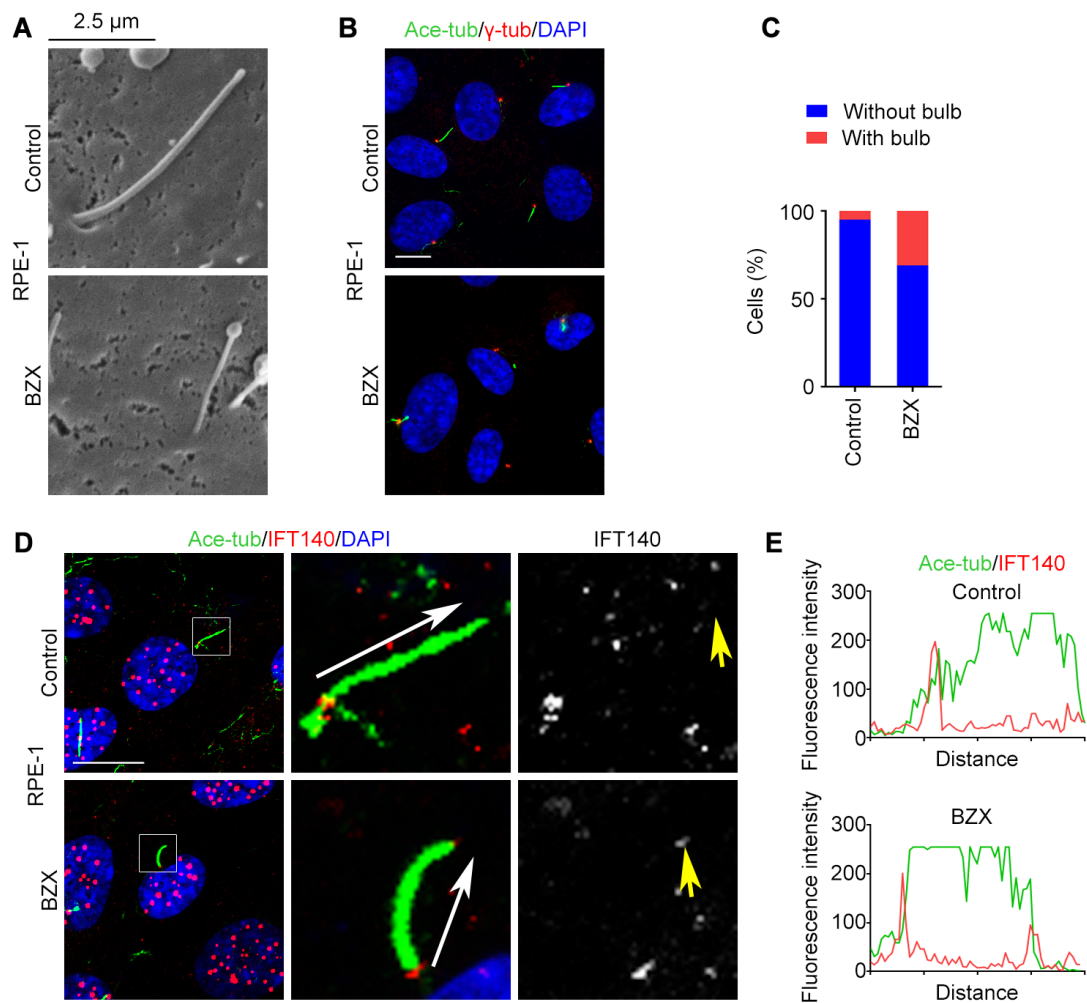 A
2.5 µm
Control
RPE-1
BZX
B
Ace-tub/γ-tub/DAPI
Control
RPE-1
BZX
C
Without bulb
With bulb
100
50
0
Cells (%)
Control
BZX
D
Ace-tub/IFT140/DAPI
IFT140
Control
RPE-1
BZX
E
Ace-tub/IFT140
Control
Fluorescence intensity
300
200
100
0
Distance
BZX
Fluorescence intensity
300
200
100
0
Distance